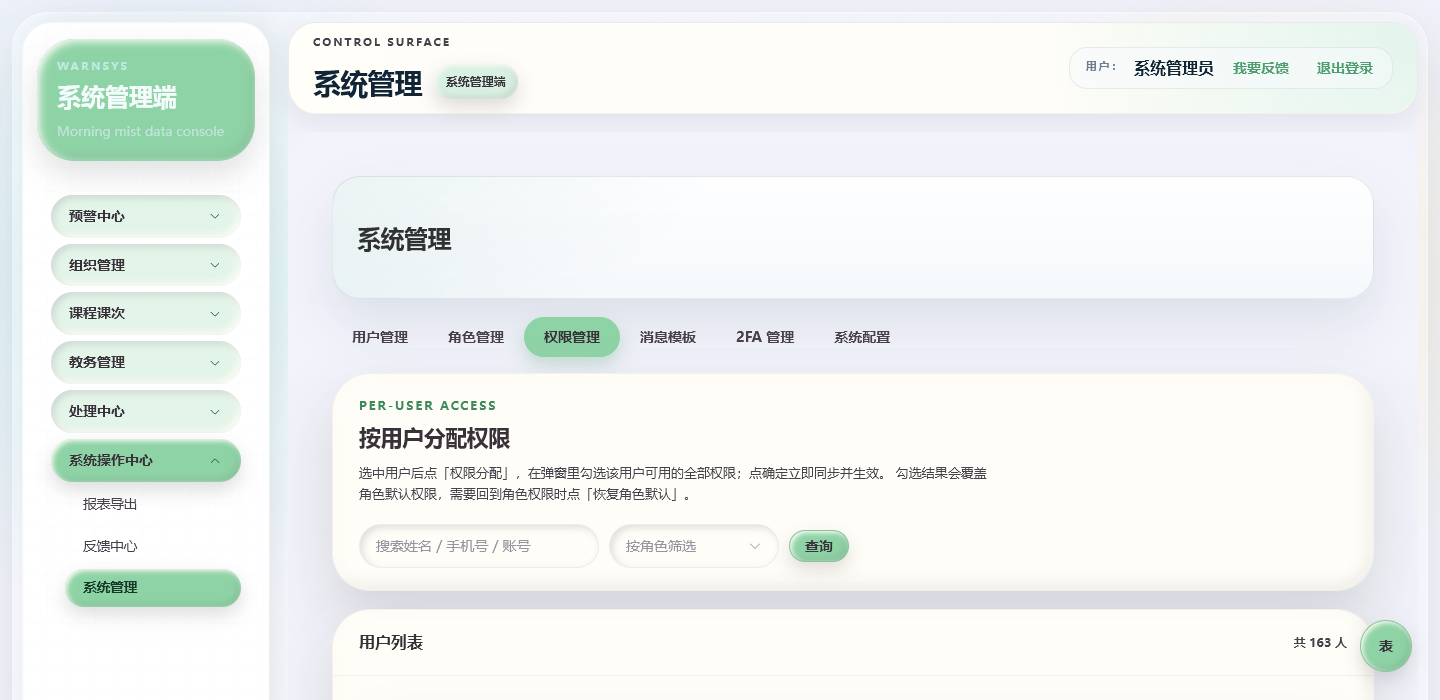 WARNSYS
系统管理端
Morning mist data console
预警中心
组织管理
课程课次
教务管理
处理中心
系统操作中心
报表导出
反馈中心
系统管理
CONTROL SURFACE
系统管理 系统管理端
用户： 系统管理员 我要反馈 退出登录
系统管理
用户管理 角色管理 权限管理 消息模板 2FA 管理 系统配置
PER-USER ACCESS
按用户分配权限
选中用户后点「权限分配」，在弹窗里勾选该用户可用的全部权限；点确定立即同步并生效。 勾选结果会覆盖
角色默认权限，需要回到角色权限时点「恢复角色默认」。
搜索姓名 / 手机号 / 账号 按角色筛选 查询
用户列表 共 163 人
表